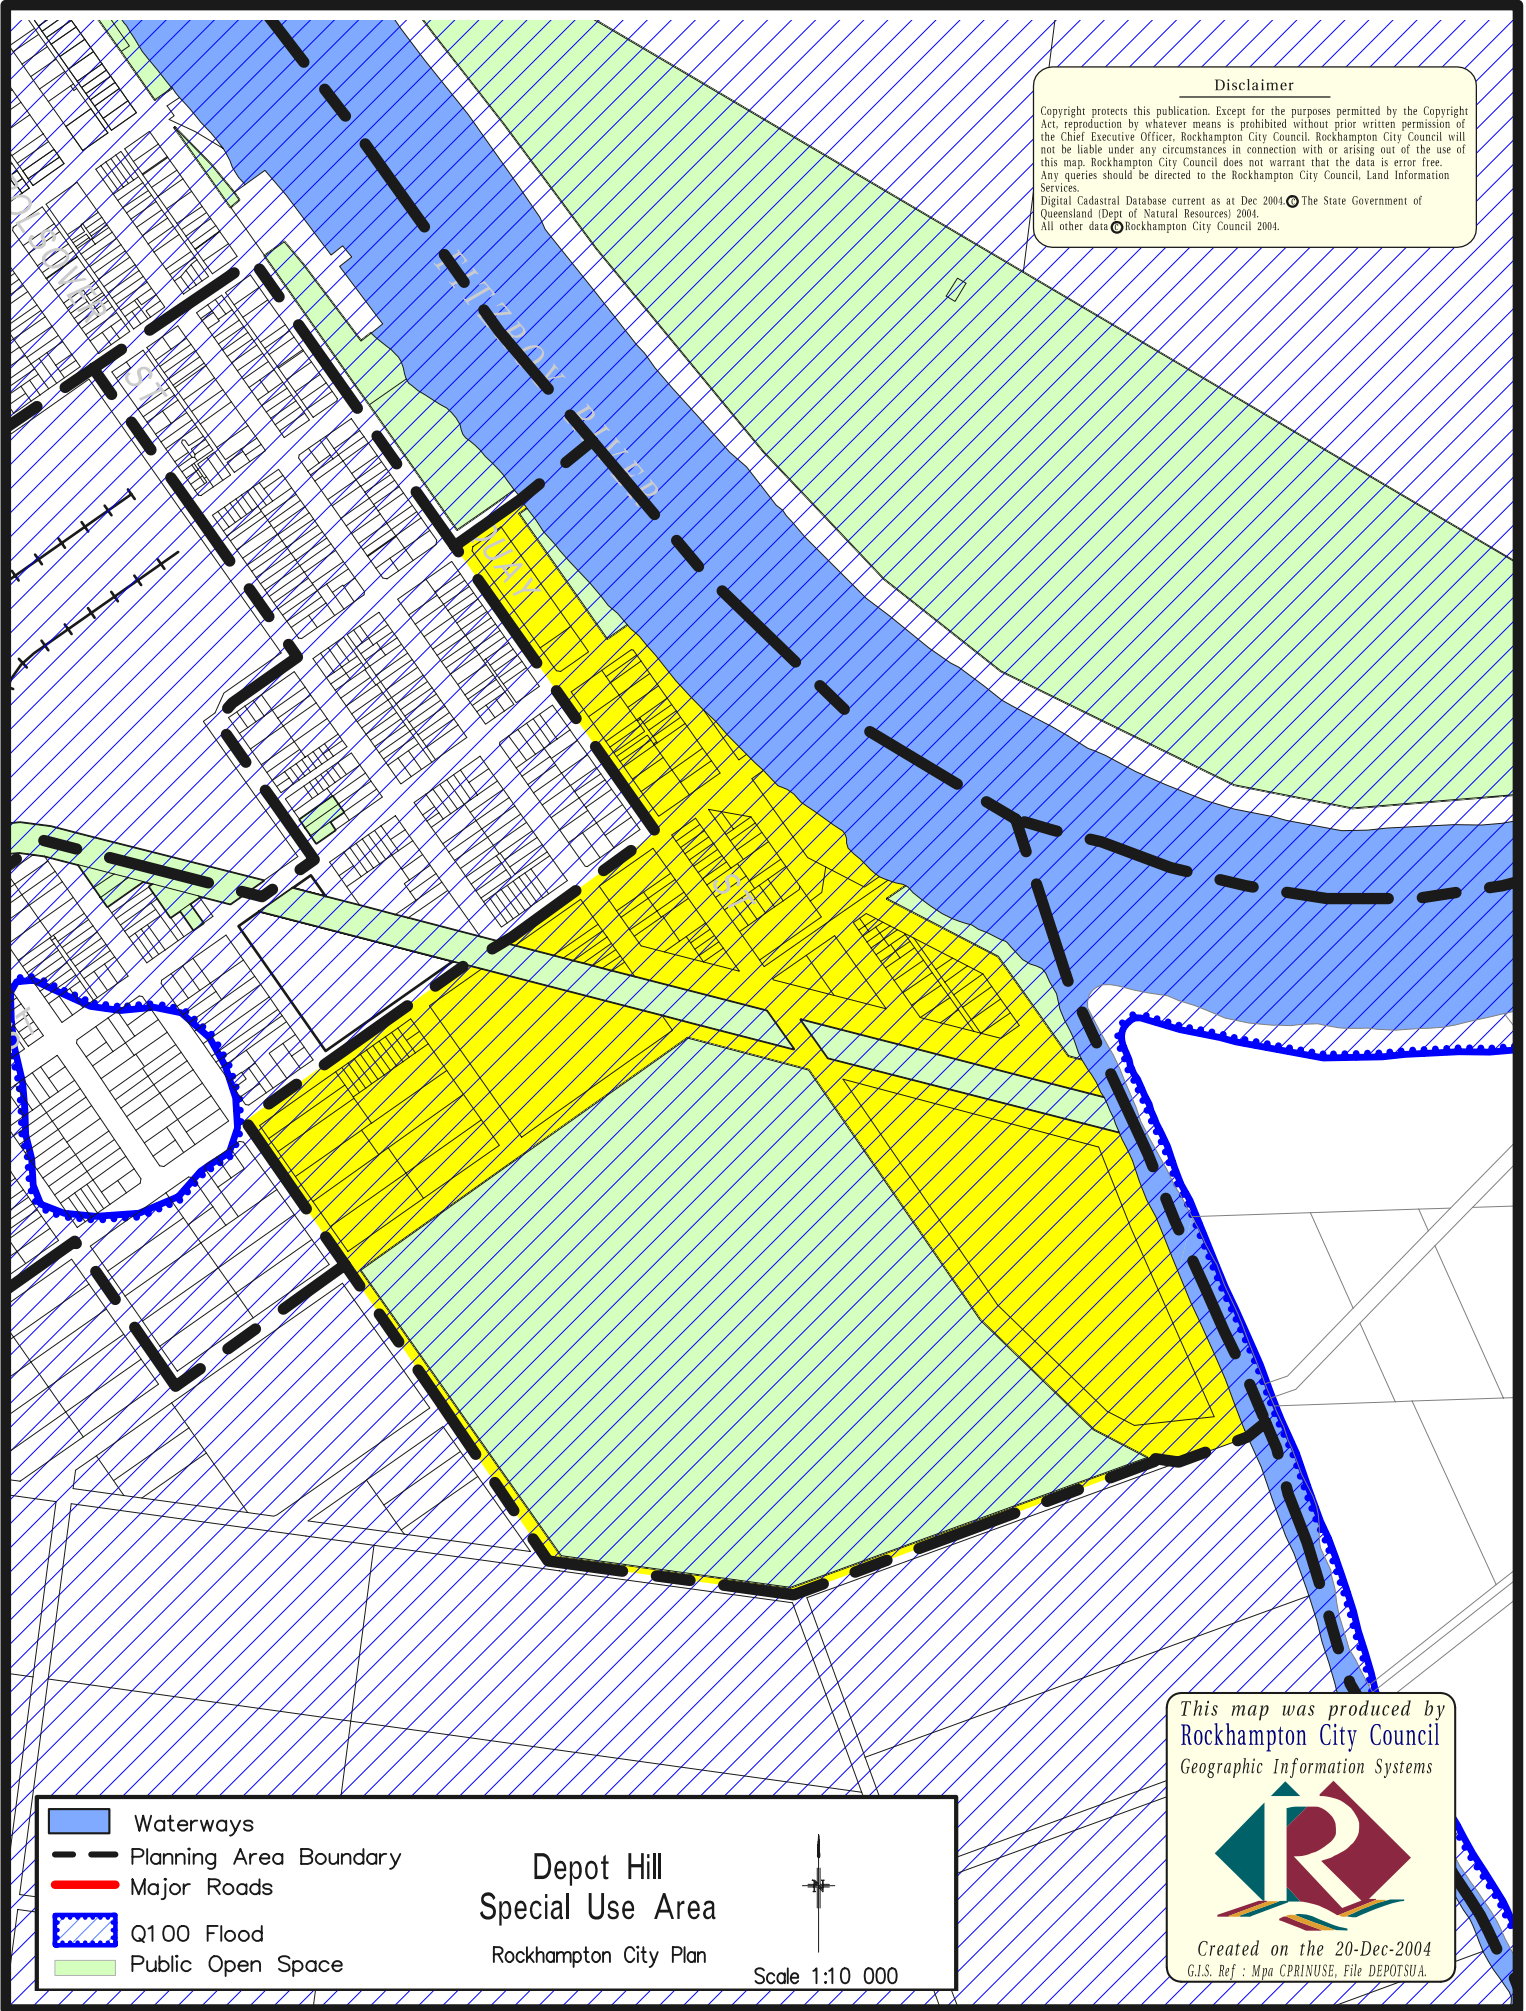 Disclaimer
Copyright protects this publication. Except for the purposes permitted by the Copyright
Act, reproduction by whatever means is prohibited without prior written permission of
the Chief Executive Officer, Rockhampton City Council. Rockhampton City Council will
not be liable under any circumstances in connection with or arising out of the use of
this map. Rockhampton City Council does not warrant that the data is error free.
Any queries should be directed to the Rockhampton City Council, Land Information
Services.
Digital Cadastral Database current as at Dec 2004.© The State Government of
Queensland (Dept of Natural Resources) 2004.
All other data © Rockhampton City Council 2004.
FITZROY RIVER
ST
QUAY
ST
Waterways
Planning Area Boundary
Major Roads
Q100 Flood
Public Open Space
Depot Hill
Special Use Area
Rockhampton City Plan
N
Scale 1:10 000
This map was produced by
Rockhampton City Council
Geographic Information Systems
R
Created on the 20-Dec-2004
G.I.S. Ref : Mpa CPRINUSE, File DEPOTSUA.